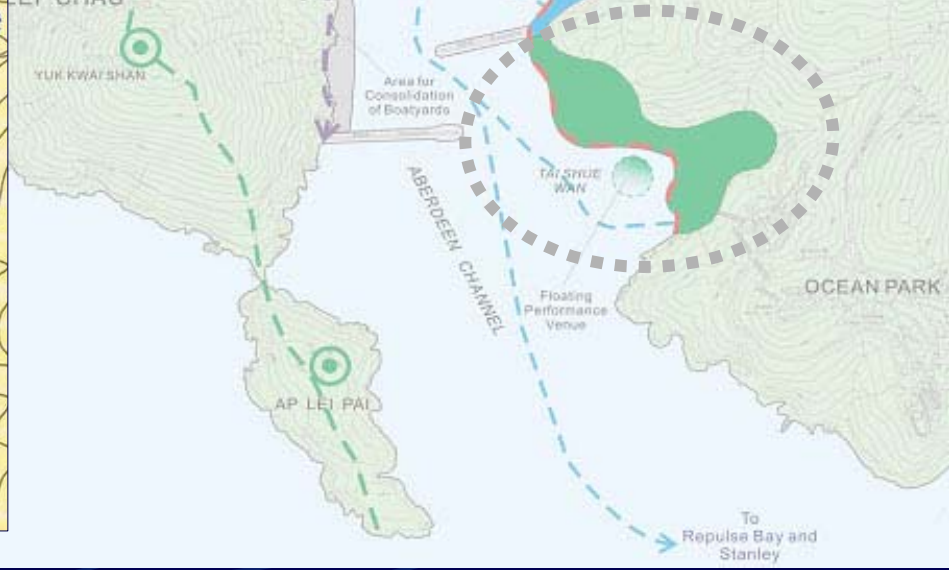 YUK KWAI SHAN
Area for
Consolidation
of Boatyards
TAI SHUE
WAN
ABERDEEN CHANNEL
OCEAN PARK
Floating
Performance
Venue
AP LEI PAI
To
Repulse Bay and
Stanley